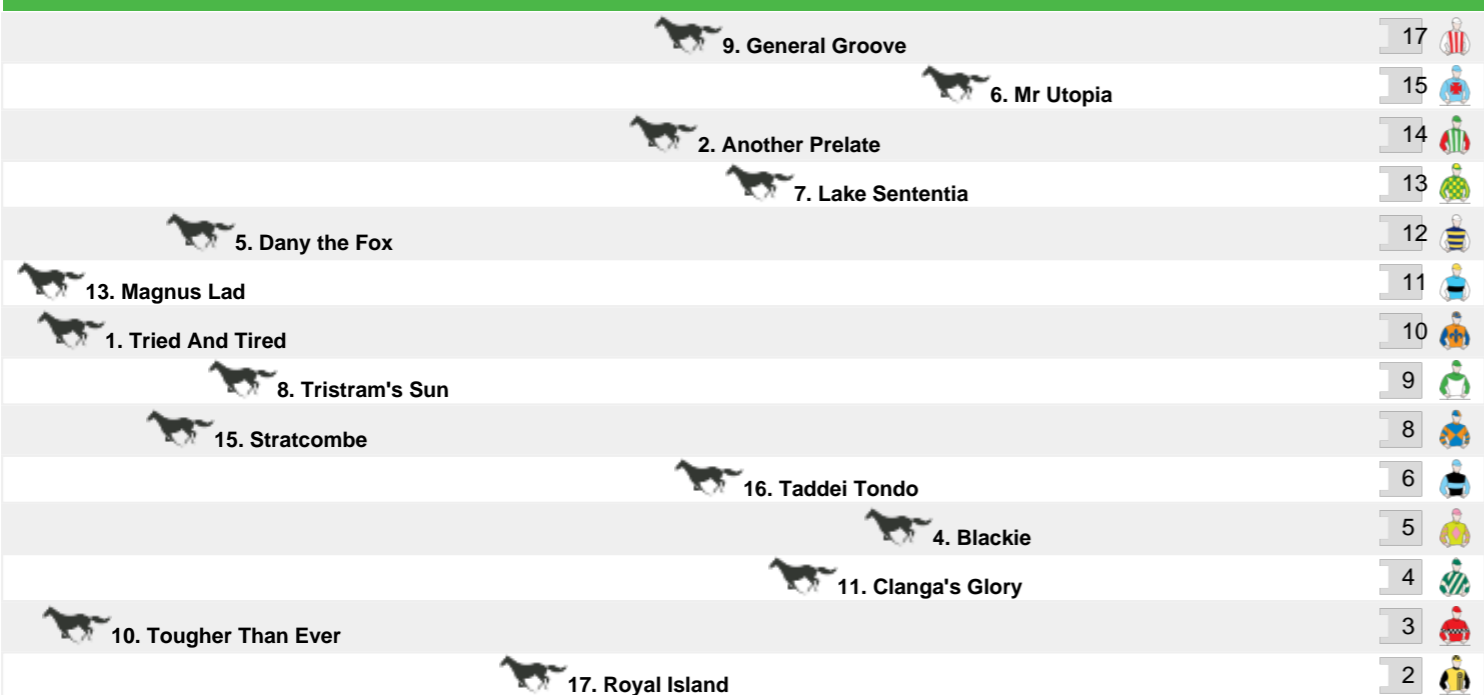 9. General Groove 17
6. Mr Utopia 15
2. Another Prelate 14
7. Lake Sententia 13
5. Dany the Fox 12
13. Magnus Lad 11
1. Tried And Tired 10
8. Tristram's Sun 9
15. Stratcombe 8
16. Taddei Tondo 6
4. Blackie 5
11. Clanga's Glory 4
10. Tougher Than Ever 3
17. Royal Island 2